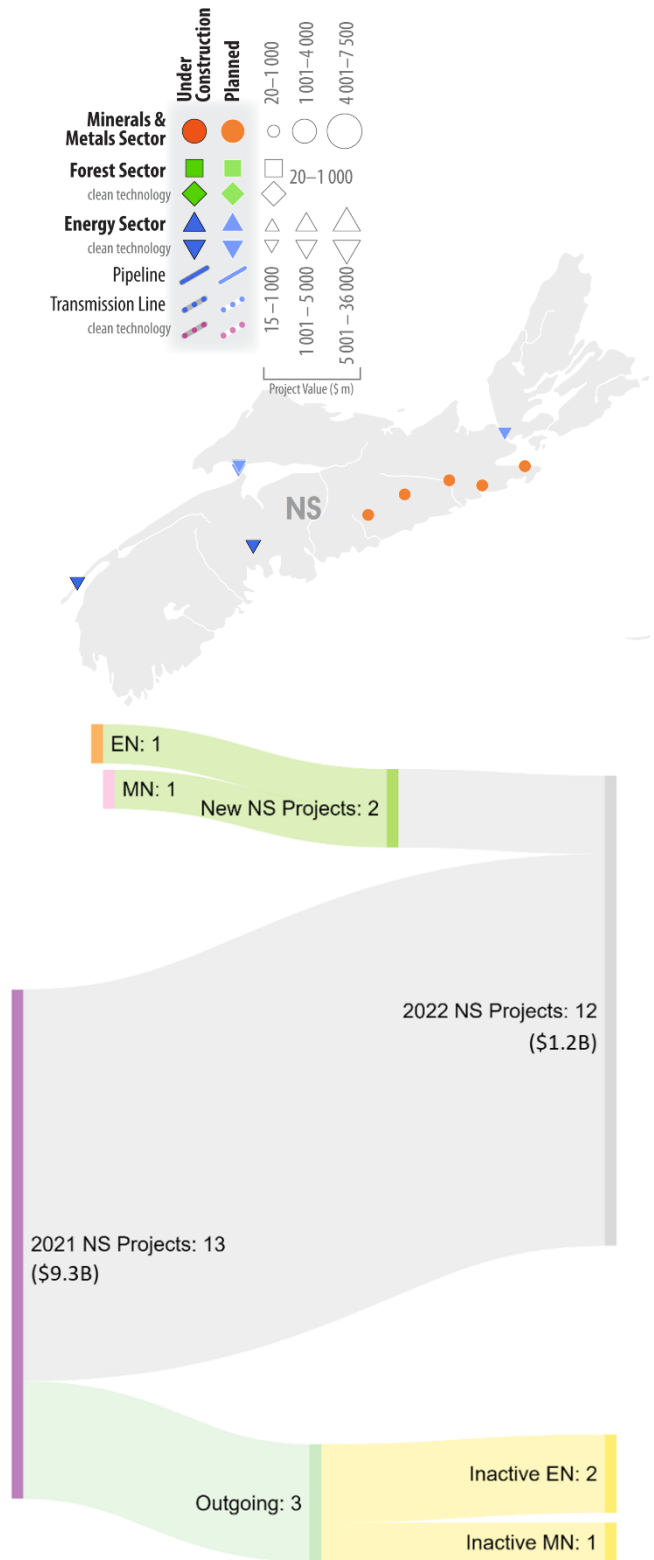 Under
Construction
Planned
20–1 000
1 001–4 000
4 001–7 500
Minerals &
Metals Sector
Forest Sector
20–1 000
clean technology
Energy Sector
clean technology
Pipeline
Transmission Line
clean technology
15 –1 000
1 001 – 5 000
5 001 – 36 000
Project Value ($ m)
NS
EN: 1
MN: 1
New NS Projects: 2
2022 NS Projects: 12
($1.2B)
2021 NS Projects: 13
($9.3B)
Inactive EN: 2
Outgoing: 3
Inactive MN: 1